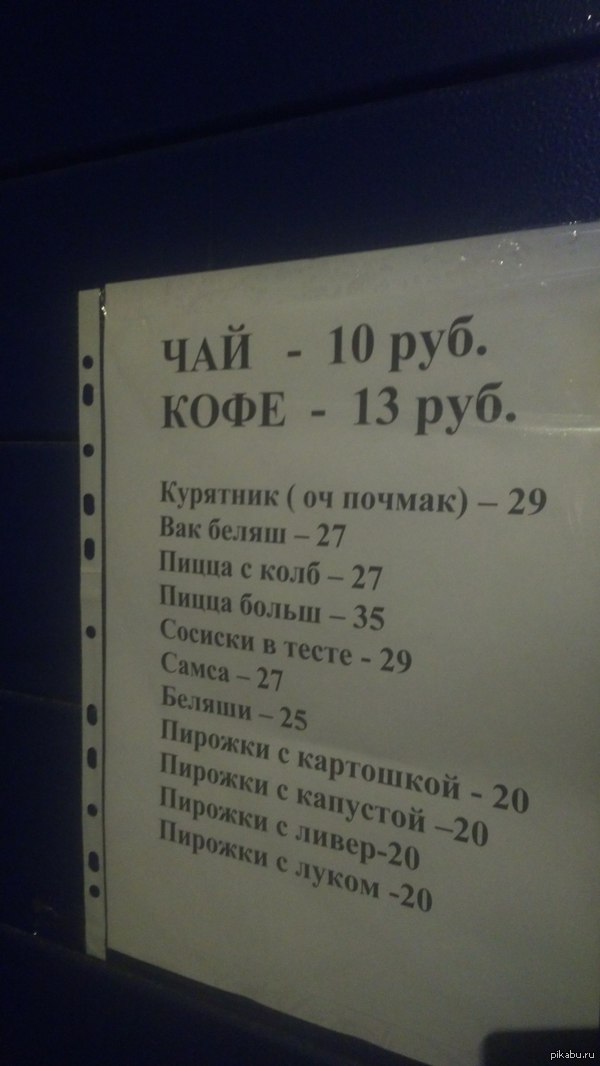 ЧАЙ - 10 руб.
КОФЕ - 13 руб.
Курятник ( оч почмак) – 29
Вак беляш – 27
Пицца с колб – 27
Пицца больш – 35
Сосиски в тесте - 29
Самса – 27
Беляши – 25
Пирожки с картошкой - 20
Пирожки с капустой –20
Пирожки с ливер-20
Пирожки с луком -20
pikabu.ru